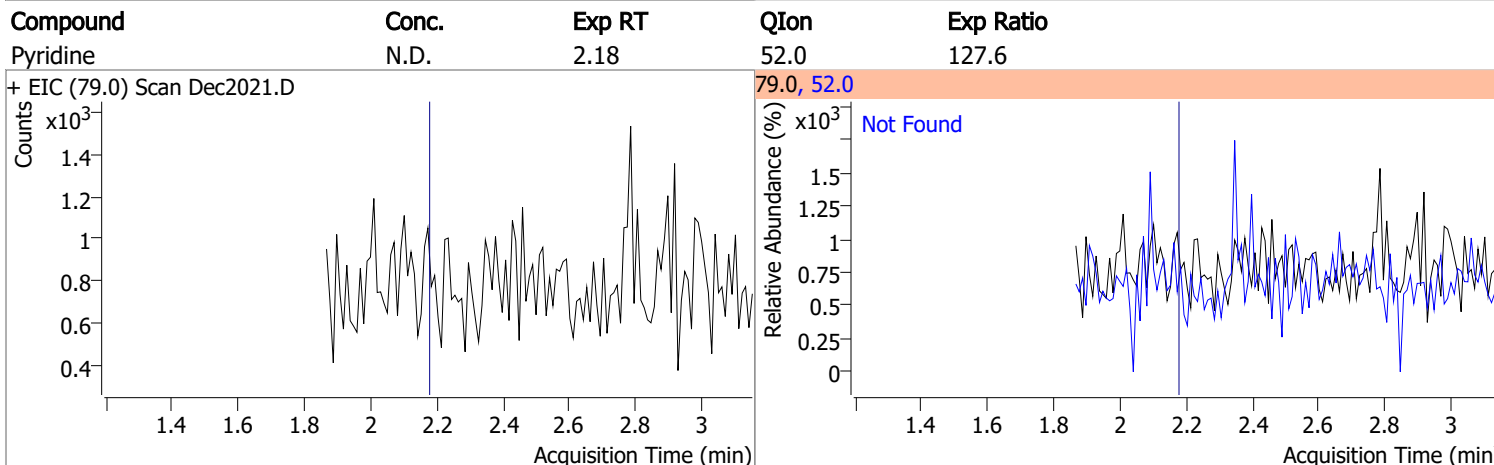 Compound Conc. Exp RT QIon Exp Ratio
Pyridine N.D. 2.18 52.0 127.6
+ EIC (79.0) Scan Dec2021.D
Counts
x10³
1.4
1.2
1
0.8
0.6
0.4
1.4 1.6 1.8 2 2.2 2.4 2.6 2.8 3
Acquisition Time (min)
79.0, 52.0
Relative Abundance (%)
x10³
Not Found
1.5
1.25
1
0.75
0.5
0.25
0
1.4 1.6 1.8 2 2.2 2.4 2.6 2.8 3
Acquisition Time (min